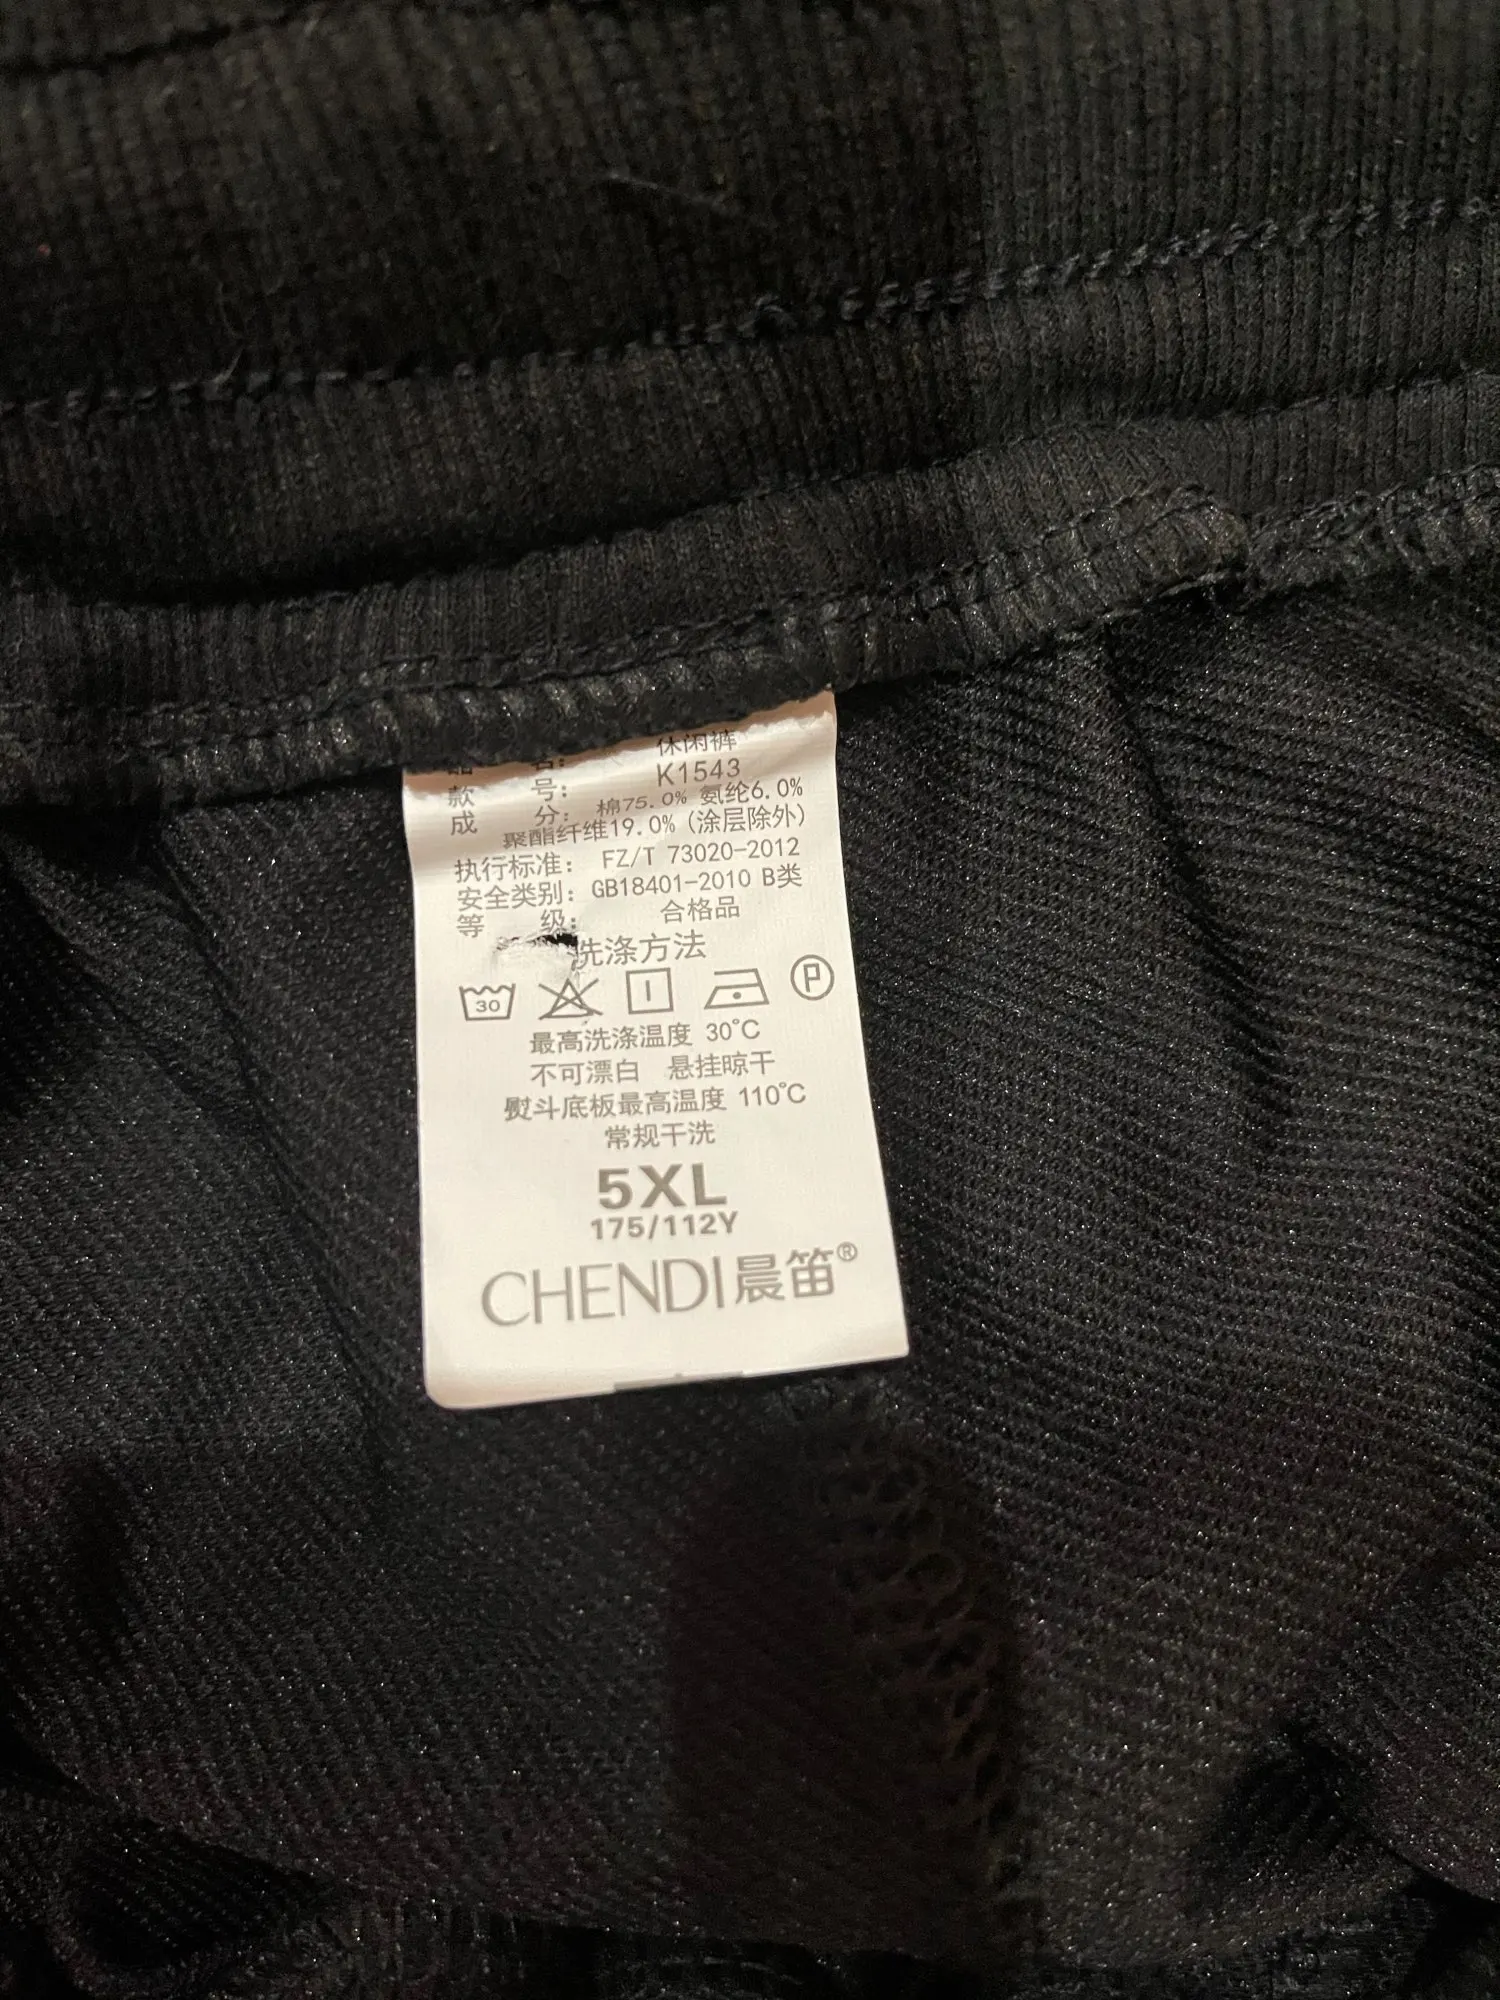 品 名： 休闲裤
款 号： K1543
成 分： 棉75.0% 氨纶6.0%
聚酯纤维19.0% (涂层除外)
执行标准： FZ/T 73020-2012
安全类别： GB18401-2010 B类
等 级： 合格品
洗涤方法
30 P
最高洗涤温度 30℃
不可漂白 悬挂晾干
熨斗底板最高温度 110℃
常规干洗
5XL
175/112Y
CHENDI晨笛®